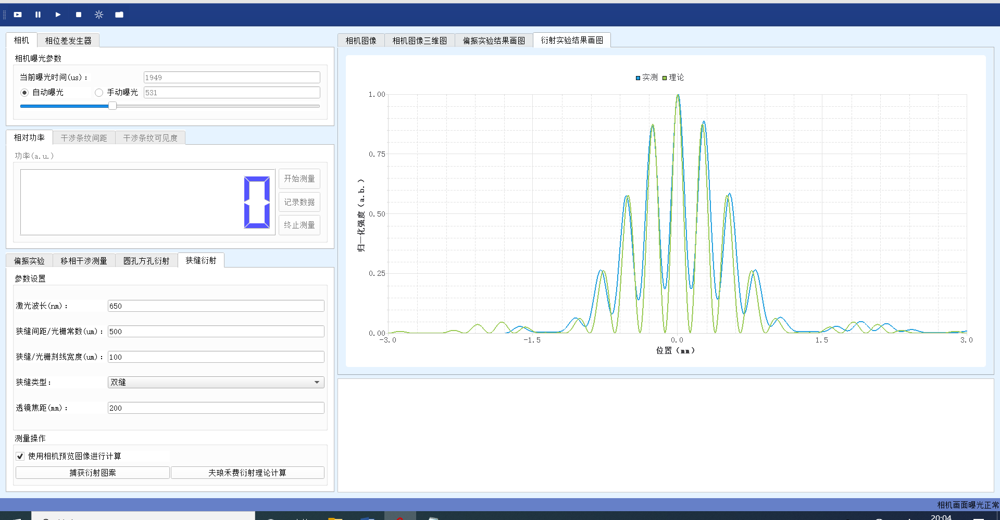 相机 相位差发生器
相机曝光参数
当前曝光时间(us)： 1949
自动曝光 手动曝光 531
相对功率 干涉条纹间距 干涉条纹可见度
功率(a.u.)
0
开始测量
记录数据
终止测量
偏振实验 移相干涉测量 圆孔方孔衍射 狭缝衍射
参数设置
激光波长(nm)： 650
狭缝间距/光栅常数(um)： 500
狭缝/光栅刻线宽度(um)： 100
狭缝类型： 双缝
透镜焦距(mm)： 200
测量操作
使用相机预览图像进行计算
捕获衍射图案 夫琅禾费衍射理论计算
相机图像 相机图像三维图 偏振实验结果画图 衍射实验结果画图
实测 理论
1.00
0.75
0.50
0.25
0.00
归一化强度（a.b.）
-3.0 -1.5 0.0 1.5 3.0
位置（mm）
相机画面曝光正常
20:04